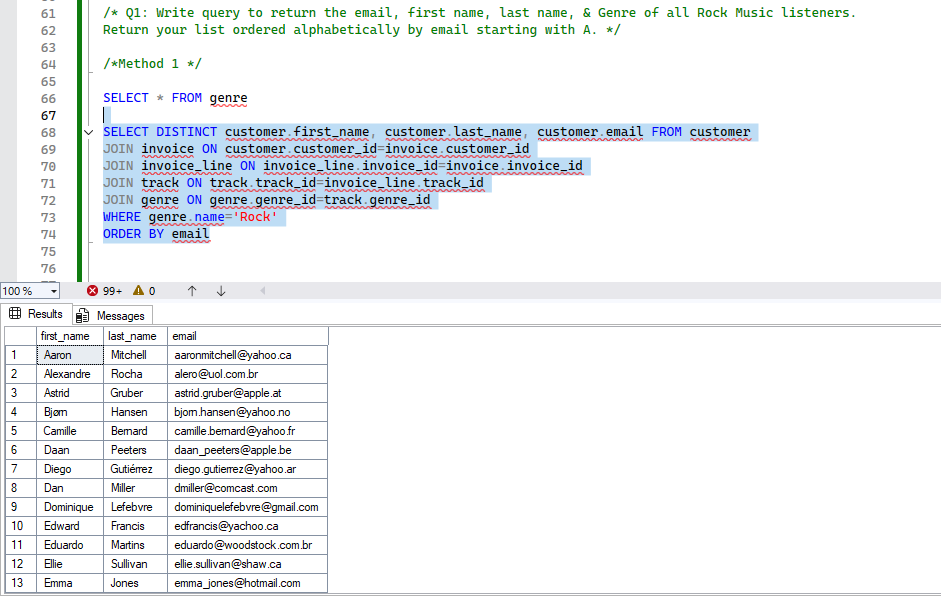 61 /* Q1: Write query to return the email, first name, last name, & Genre of all Rock Music listeners.
62 Return your list ordered alphabetically by email starting with A. */
63
64 /*Method 1 */
65
66 SELECT * FROM genre
67
68 SELECT DISTINCT customer.first_name, customer.last_name, customer.email FROM customer
69 JOIN invoice ON customer.customer_id=invoice.customer_id
70 JOIN invoice_line ON invoice_line.invoice_id=invoice.invoice_id
71 JOIN track ON track.track_id=invoice_line.track_id
72 JOIN genre ON genre.genre_id=track.genre_id
73 WHERE genre.name='Rock'
74 ORDER BY email
75
76
100 % 99+ 0
Results Messages
first_name last_name email
1 Aaron Mitchell aaronmitchell@yahoo.ca
2 Alexandre Rocha alero@uol.com.br
3 Astrid Gruber astrid.gruber@apple.at
4 Bjørn Hansen bjorn.hansen@yahoo.no
5 Camille Bernard camille.bernard@yahoo.fr
6 Daan Peeters daan_peeters@apple.be
7 Diego Gutiérrez diego.gutierrez@yahoo.ar
8 Dan Miller dmiller@comcast.com
9 Dominique Lefebvre dominiquelefebvre@gmail.com
10 Edward Francis edfrancis@yachoo.ca
11 Eduardo Martins eduardo@woodstock.com.br
12 Ellie Sullivan ellie.sullivan@shaw.ca
13 Emma Jones emma_jones@hotmail.com